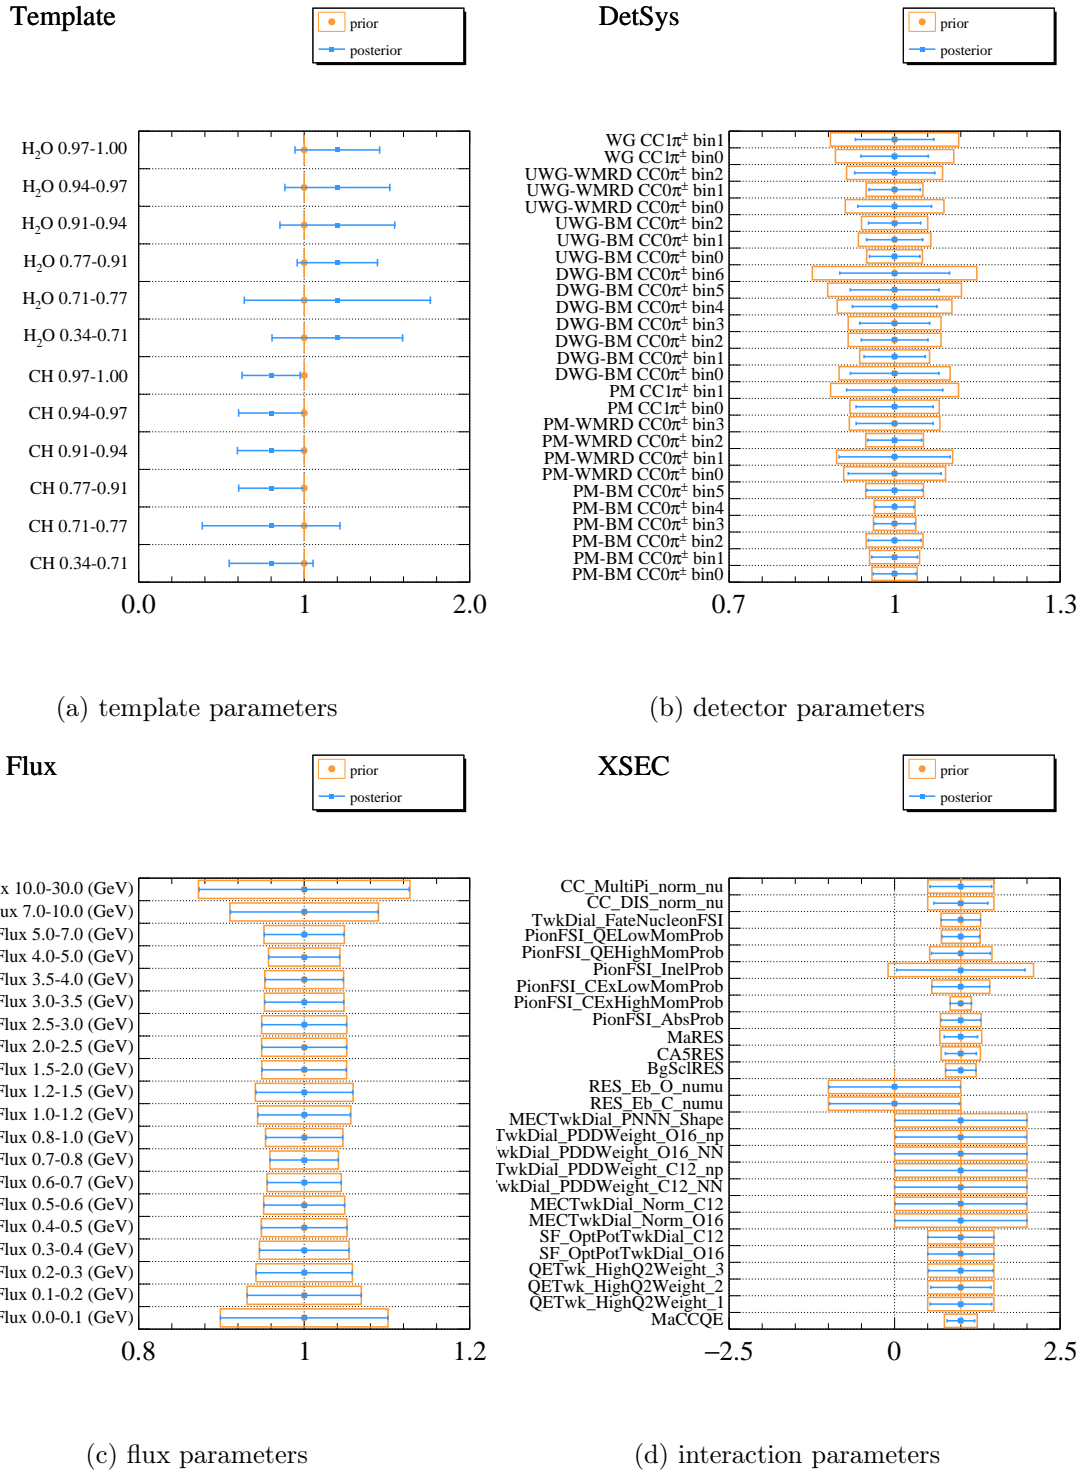 Template
prior
posterior
H₂O 0.97-1.00
H₂O 0.94-0.97
H₂O 0.91-0.94
H₂O 0.77-0.91
H₂O 0.71-0.77
H₂O 0.34-0.71
CH 0.97-1.00
CH 0.94-0.97
CH 0.91-0.94
CH 0.77-0.91
CH 0.71-0.77
CH 0.34-0.71
0.0 1 2.0
(a) template parameters
DetSys
prior
posterior
WG CC1π± bin1
WG CC1π± bin0
UWG-WMRD CC0π± bin2
UWG-WMRD CC0π± bin1
UWG-WMRD CC0π± bin0
UWG-BM CC0π± bin2
UWG-BM CC0π± bin1
UWG-BM CC0π± bin0
DWG-BM CC0π± bin6
DWG-BM CC0π± bin5
DWG-BM CC0π± bin4
DWG-BM CC0π± bin3
DWG-BM CC0π± bin2
DWG-BM CC0π± bin1
DWG-BM CC0π± bin0
PM CC1π± bin1
PM CC1π± bin0
PM-WMRD CC0π± bin3
PM-WMRD CC0π± bin2
PM-WMRD CC0π± bin1
PM-WMRD CC0π± bin0
PM-BM CC0π± bin5
PM-BM CC0π± bin4
PM-BM CC0π± bin3
PM-BM CC0π± bin2
PM-BM CC0π± bin1
PM-BM CC0π± bin0
0.7 1 1.3
(b) detector parameters
Flux
prior
posterior
x 10.0-30.0 (GeV)
ux 7.0-10.0 (GeV)
Flux 5.0-7.0 (GeV)
Flux 4.0-5.0 (GeV)
Flux 3.5-4.0 (GeV)
Flux 3.0-3.5 (GeV)
Flux 2.5-3.0 (GeV)
Flux 2.0-2.5 (GeV)
Flux 1.5-2.0 (GeV)
Flux 1.2-1.5 (GeV)
Flux 1.0-1.2 (GeV)
Flux 0.8-1.0 (GeV)
Flux 0.7-0.8 (GeV)
Flux 0.6-0.7 (GeV)
Flux 0.5-0.6 (GeV)
Flux 0.4-0.5 (GeV)
Flux 0.3-0.4 (GeV)
Flux 0.2-0.3 (GeV)
Flux 0.1-0.2 (GeV)
Flux 0.0-0.1 (GeV)
0.8 1 1.2
(c) flux parameters
XSEC
prior
posterior
CC_MultiPi_norm_nu
CC_DIS_norm_nu
TwkDial_FateNucleonFSI
PionFSI_QELowMomProb
PionFSI_QEHighMomProb
PionFSI_InelProb
PionFSI_CExLowMomProb
PionFSI_CExHighMomProb
PionFSI_AbsProb
MaRES
CA5RES
BgSclRES
RES_Eb_O_numu
RES_Eb_C_numu
MECTwkDial_PNNN_Shape
TwkDial_PDDWeight_O16_np
wkDial_PDDWeight_O16_NN
TwkDial_PDDWeight_C12_np
wkDial_PDDWeight_C12_NN
MECTwkDial_Norm_C12
MECTwkDial_Norm_O16
SF_OptPotTwkDial_C12
SF_OptPotTwkDial_O16
QETwk_HighQ2Weight_3
QETwk_HighQ2Weight_2
QETwk_HighQ2Weight_1
MaCCQE
−2.5 0 2.5
(d) interaction parameters